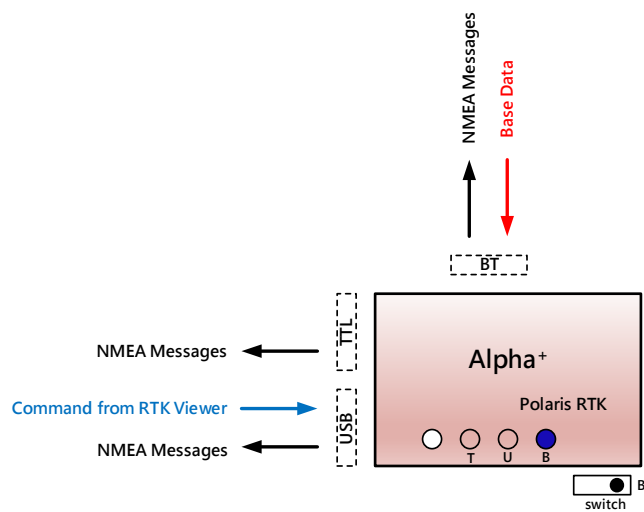 NMEA Messages
Base Data
BT
TTL
Alpha+
NMEA Messages
Command from RTK Viewer
USB
Polaris RTK
NMEA Messages
T
U
B
B
switch